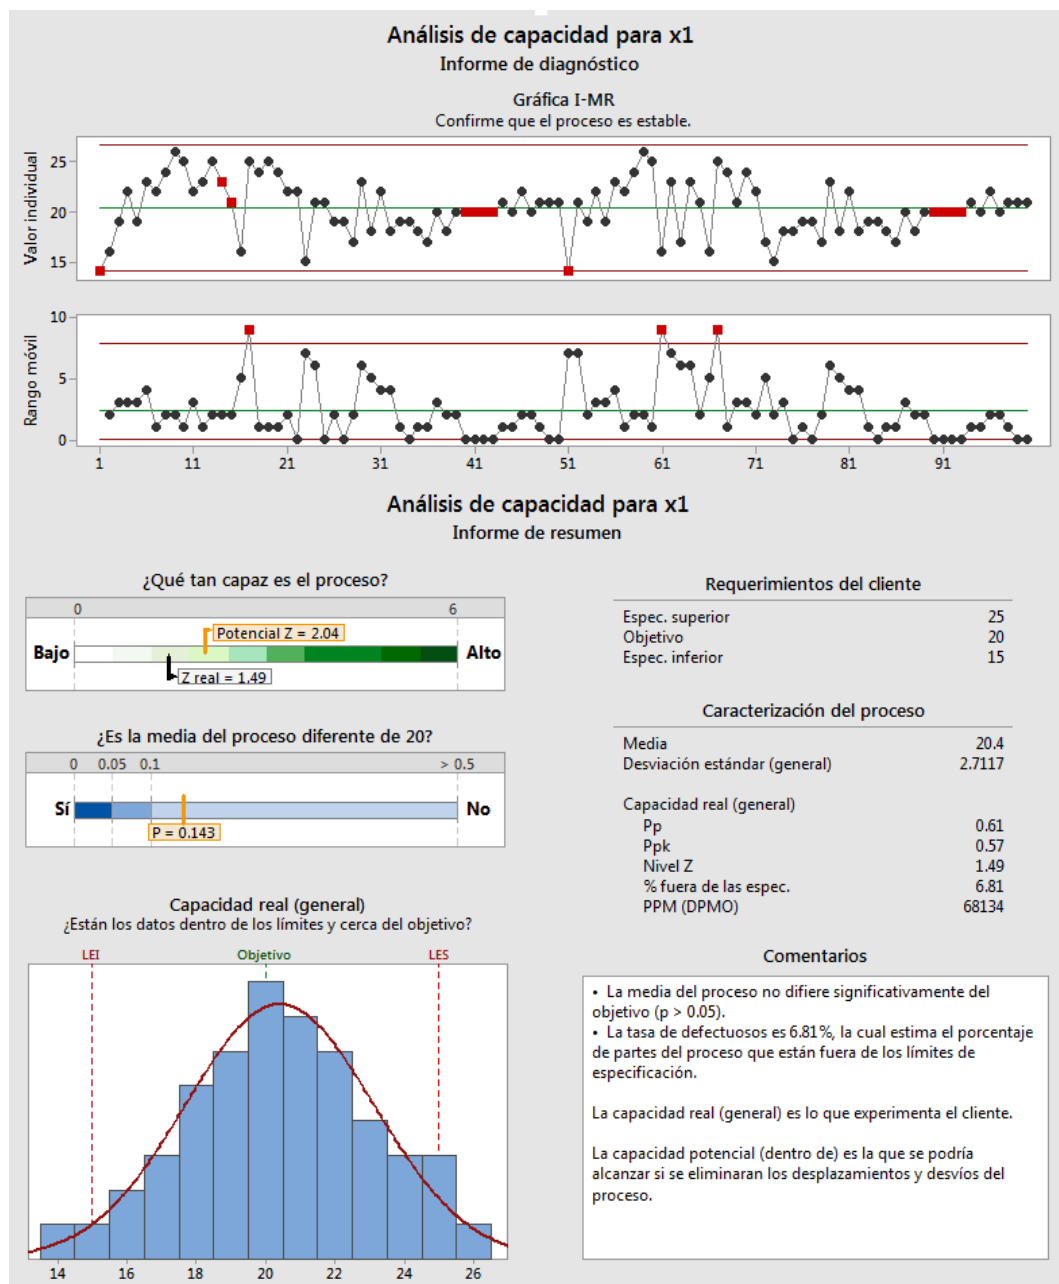 Análisis de capacidad para x1
Informe de diagnóstico
Gráfica I-MR
Confirme que el proceso es estable.
Valor individual
25
20
15
Rango móvil
10
5
0
1 11 21 31 41 51 61 71 81 91
Análisis de capacidad para x1
Informe de resumen
¿Qué tan capaz es el proceso?
0 6
Potencial Z = 2.04
Bajo Alto
Z real = 1.49
¿Es la media del proceso diferente de 20?
0 0.05 0.1 > 0.5
Sí No
P = 0.143
Capacidad real (general)
¿Están los datos dentro de los límites y cerca del objetivo?
LEI Objetivo LES
14 16 18 20 22 24 26
Requerimientos del cliente
Espec. superior 25
Objetivo 20
Espec. inferior 15
Caracterización del proceso
Media 20.4
Desviación estándar (general) 2.7117
Capacidad real (general)
Pp 0.61
Ppk 0.57
Nivel Z 1.49
% fuera de las espec. 6.81
PPM (DPMO) 68134
Comentarios
• La media del proceso no difiere significativamente del
objetivo (p > 0.05).
• La tasa de defectuosos es 6.81%, la cual estima el porcentaje
de partes del proceso que están fuera de los límites de
especificación.
La capacidad real (general) es lo que experimenta el cliente.
La capacidad potencial (dentro de) es la que se podría
alcanzar si se eliminaran los desplazamientos y desvíos del
proceso.